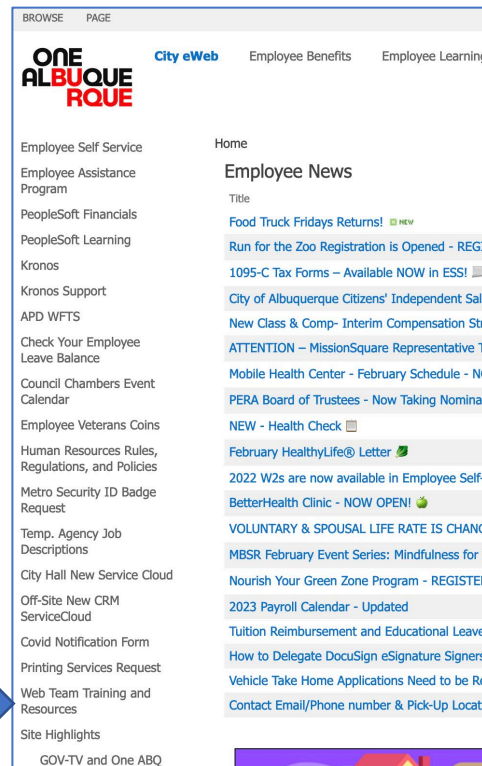 BROWSE PAGE
ONE
ALBUQUE
RQUE
City eWeb Employee Benefits Employee Learning
Employee Self Service
Employee Assistance
Program
PeopleSoft Financials
PeopleSoft Learning
Kronos
Kronos Support
APD WFTS
Check Your Employee
Leave Balance
Council Chambers Event
Calendar
Employee Veterans Coins
Human Resources Rules,
Regulations, and Policies
Metro Security ID Badge
Request
Temp. Agency Job
Descriptions
City Hall New Service Cloud
Off-Site New CRM
ServiceCloud
Covid Notification Form
Printing Services Request
Web Team Training and
Resources
Site Highlights
GOV-TV and One ABQ
Home
Employee News
Title
Food Truck Fridays Returns! NEW
Run for the Zoo Registration is Opened - REG
1095-C Tax Forms – Available NOW in ESS!
City of Albuquerque Citizens' Independent Sal
New Class & Comp- Interim Compensation Str
ATTENTION – MissionSquare Representative T
Mobile Health Center - February Schedule - N
PERA Board of Trustees - Now Taking Nomina
NEW - Health Check
February HealthyLife® Letter
2022 W2s are now available in Employee Self-
BetterHealth Clinic - NOW OPEN!
VOLUNTARY & SPOUSAL LIFE RATE IS CHANG
MBSR February Event Series: Mindfulness for
Nourish Your Green Zone Program - REGISTE
2023 Payroll Calendar - Updated
Tuition Reimbursement and Educational Leave
How to Delegate DocuSign eSignature Signers
Vehicle Take Home Applications Need to be Re
Contact Email/Phone number & Pick-Up Locat